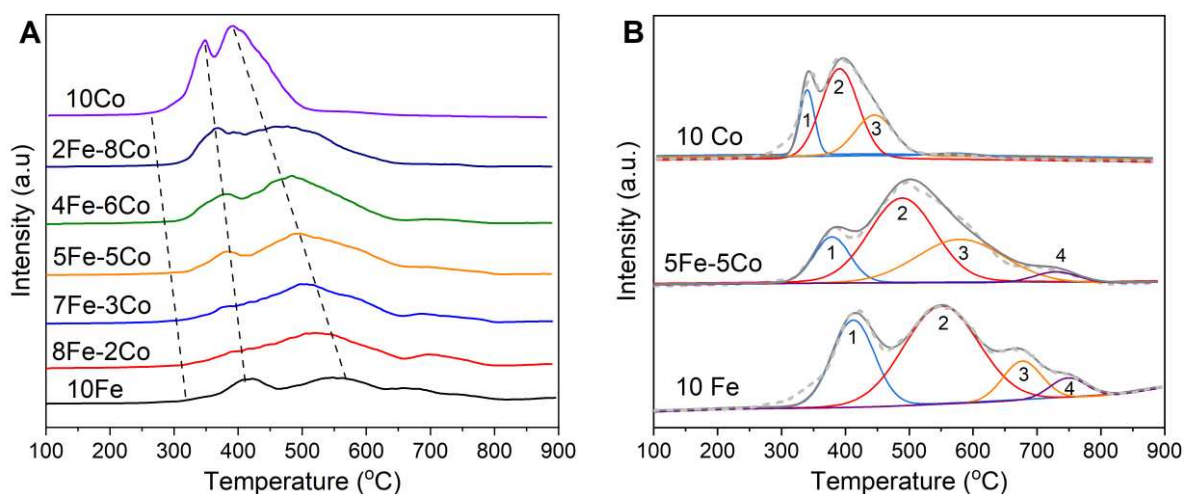 A
10Co
2Fe-8Co
4Fe-6Co
5Fe-5Co
7Fe-3Co
8Fe-2Co
10Fe
Intensity (a.u)
100 200 300 400 500 600 700 800 900
Temperature (°C)
B
10 Co
1
2
3
5Fe-5Co
1
2
3
4
10 Fe
1
2
3
4
Intensity (a.u.)
100 200 300 400 500 600 700 800 900
Temperature (°C)